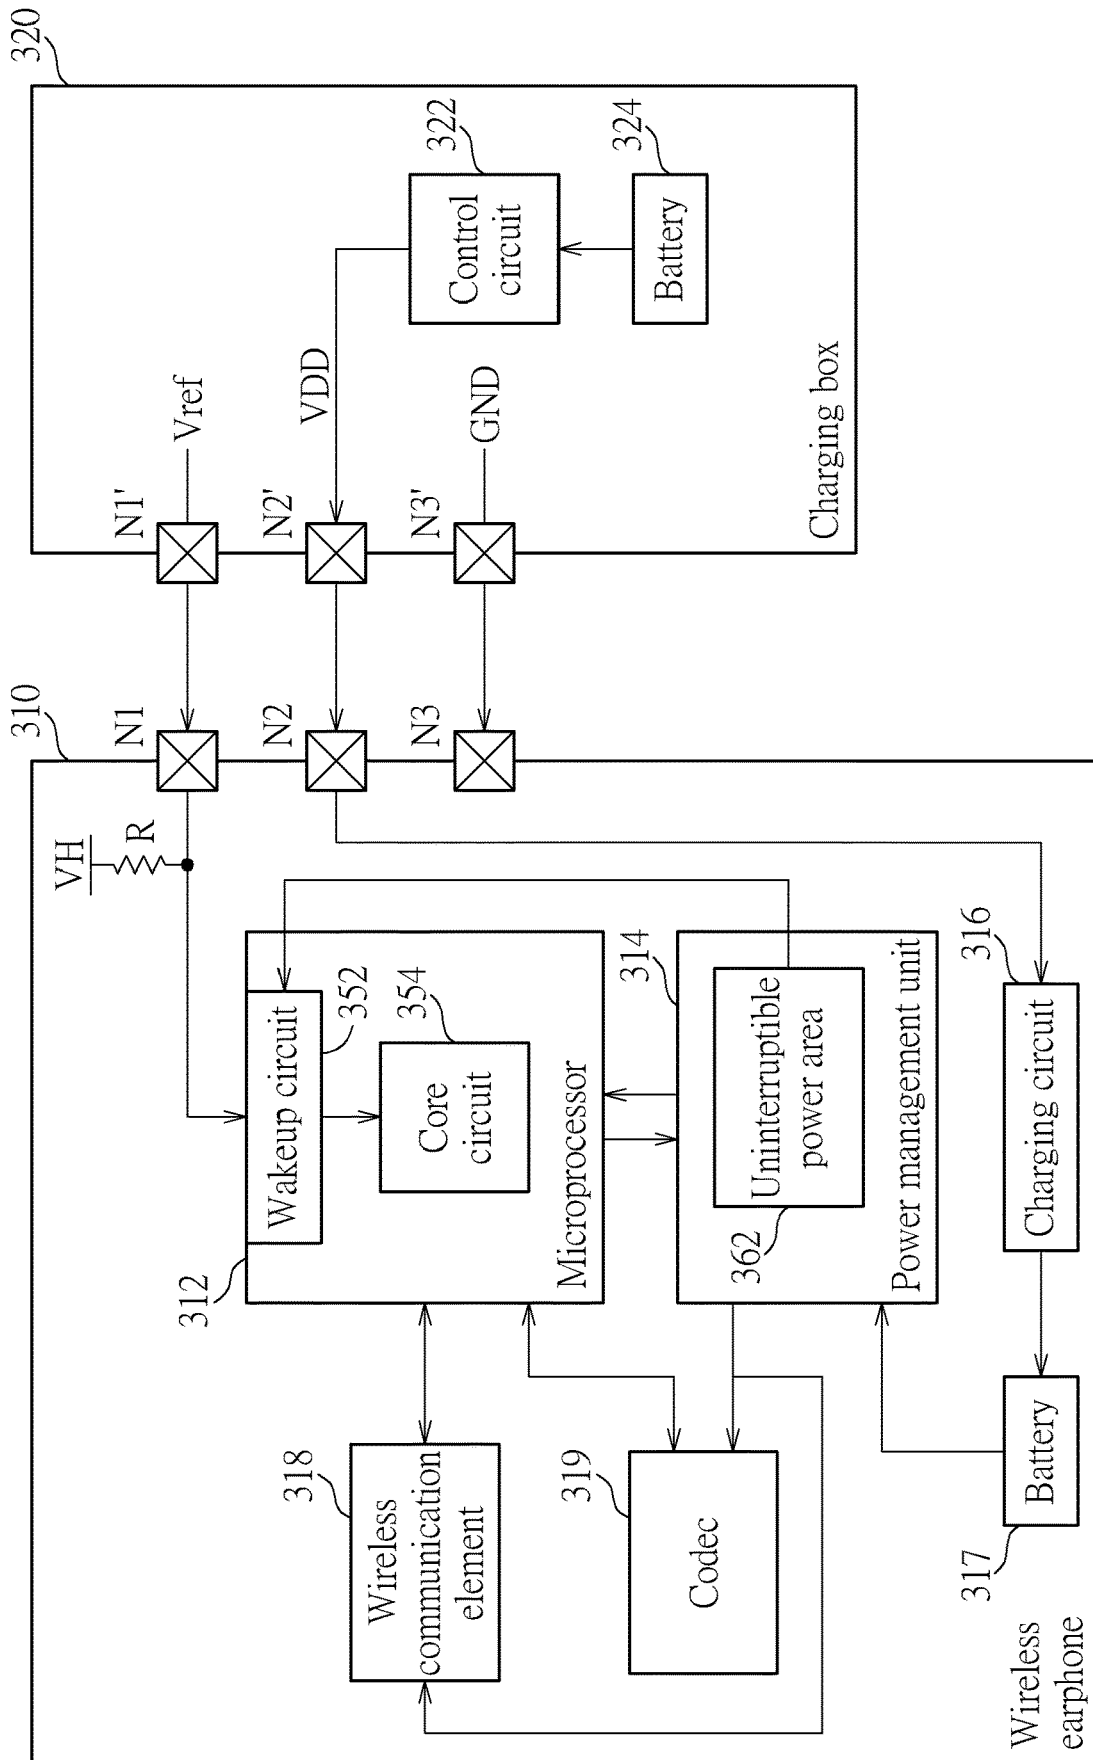 310
320
VH
R
N1
N1'
Vref
N2
N2'
VDD
N3
N3'
GND
312
Wakeup circuit
352
Core
circuit
354
Microprocessor
318
Wireless
communication
element
319
Codec
314
Uninterruptible
power area
362
Power management unit
316
Charging circuit
Battery
317
Wireless
earphone
Control
circuit
322
Battery
324
Charging box